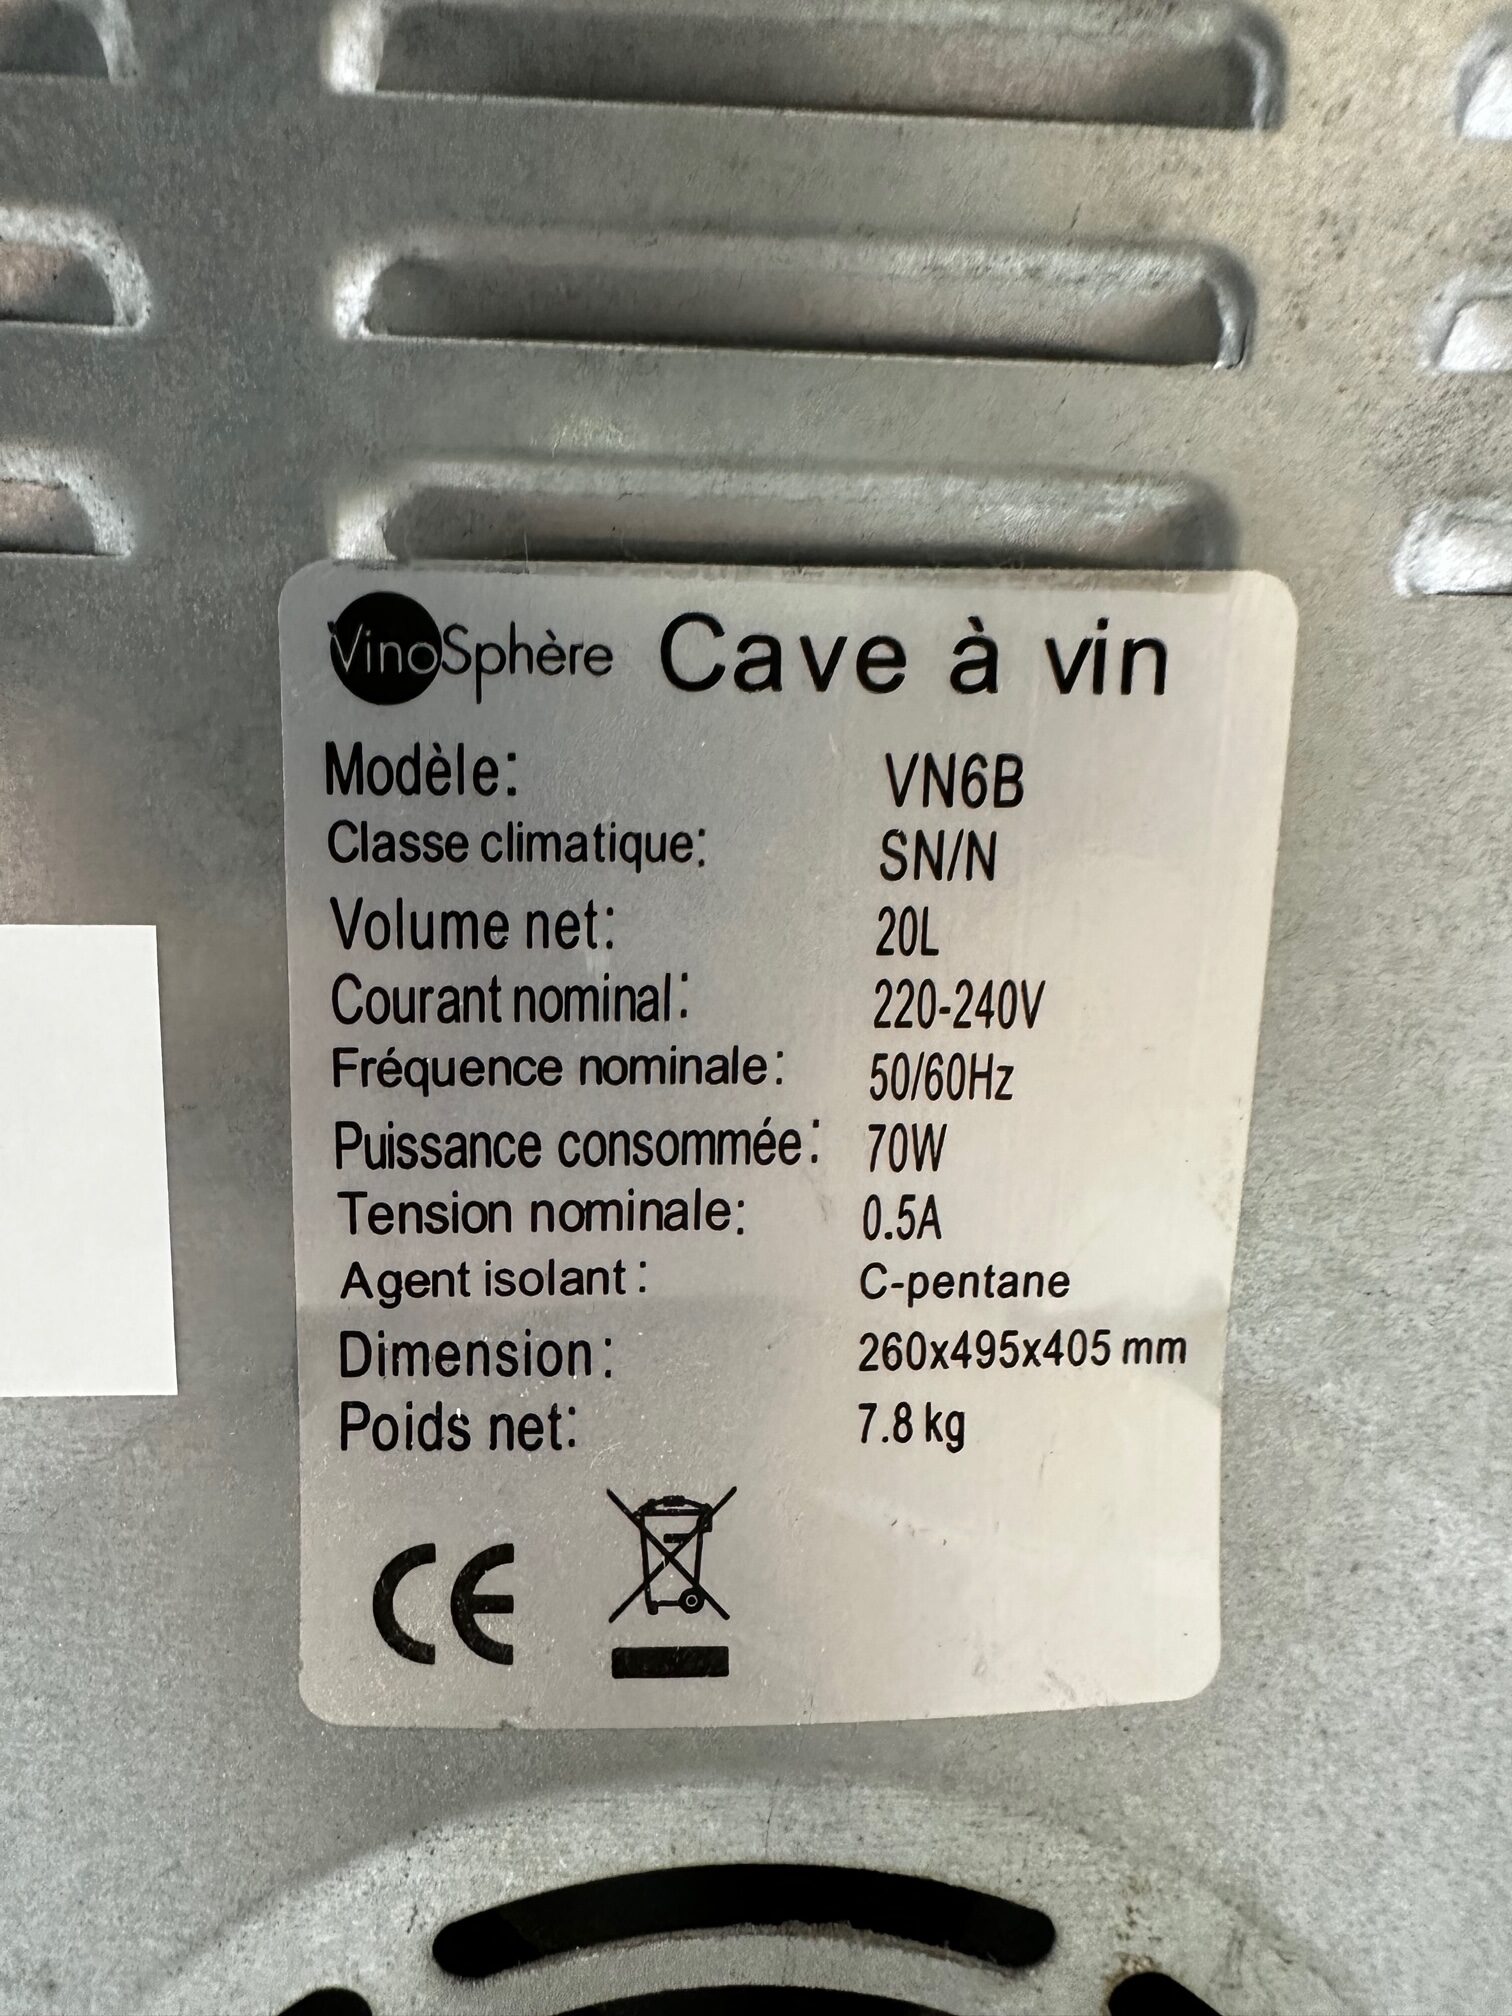 VinoSphère Cave à vin
Modèle: VN6B
Classe climatique: SN/N
Volume net: 20L
Courant nominal: 220-240V
Fréquence nominale: 50/60Hz
Puissance consommée: 70W
Tension nominale: 0.5A
Agent isolant: C-pentane
Dimension: 260x495x405 mm
Poids net: 7.8 kg
CE